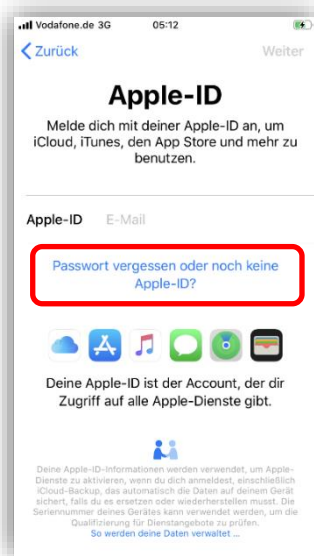 Vodafone.de 3G 05:12
Zurück Weiter
Apple-ID
Melde dich mit deiner Apple-ID an, um
iCloud, iTunes, den App Store und mehr zu
benutzen.
Apple-ID E-Mail
Passwort vergessen oder noch keine
Apple-ID?
Deine Apple-ID ist der Account, der dir
Zugriff auf alle Apple-Dienste gibt.
Deine Apple-ID-Informationen werden verwendet, um Apple-
Dienste zu aktivieren, wenn du dich anmeldest, einschließlich
iCloud-Backup, das automatisch die Daten auf deinem Gerät
sichert, falls du es ersetzen oder wiederherstellen musst. Die
Seriennummer deines Gerätes kann verwendet werden, um die
Qualifizierung für Dienstangebote zu prüfen.
So werden deine Daten verwaltet ...